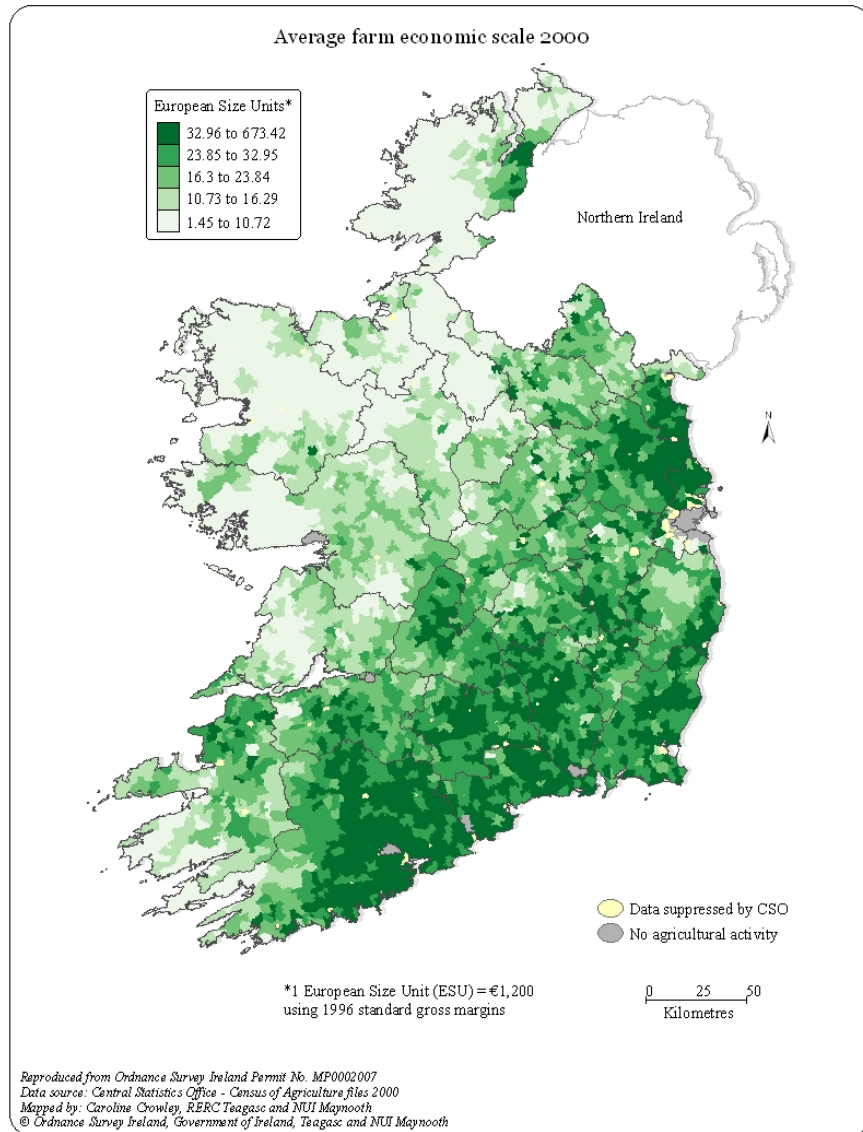 Average farm economic scale 2000
European Size Units*
32.96 to 673.42
23.85 to 32.95
16.3 to 23.84
10.73 to 16.29
1.45 to 10.72
Northern Ireland
N
Data suppressed by CSO
No agricultural activity
*1 European Size Unit (ESU) = €1,200
using 1996 standard gross margins
0 25 50
Kilometres
Reproduced from Ordnance Survey Ireland Permit No. MP0002007
Data source: Central Statistics Office - Census of Agriculture files 2000
Mapped by: Caroline Crowley, RERC Teagasc and NUI Maynooth
© Ordnance Survey Ireland, Government of Ireland, Teagasc and NUI Maynooth